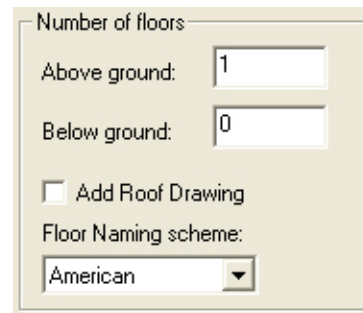 Number of floors
Above ground: 1
Below ground: 0
Add Roof Drawing
Floor Naming scheme:
American